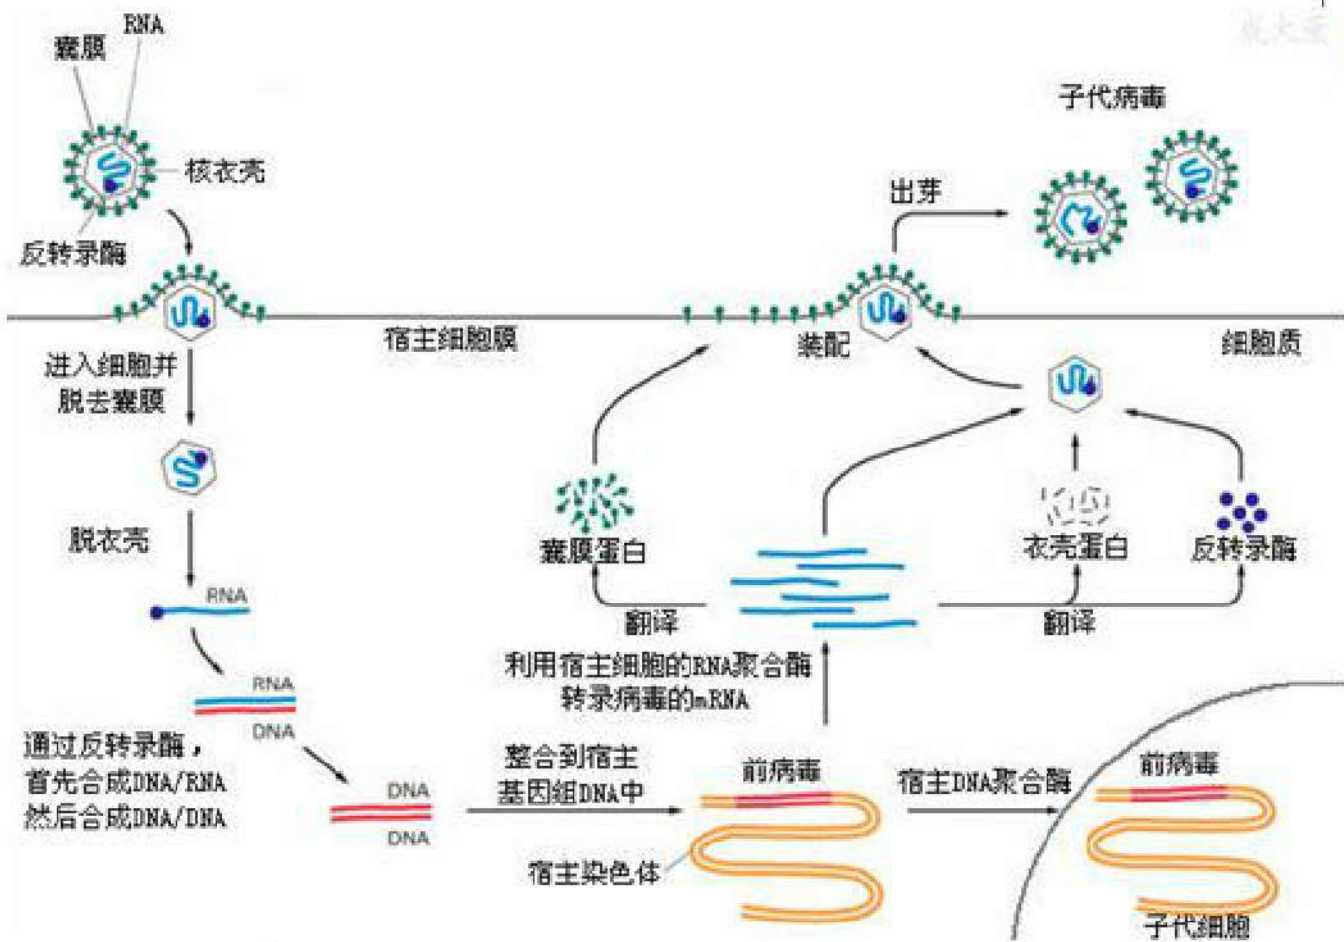 RNA
囊膜
核衣壳
反转录酶
宿主细胞膜
进入细胞并
脱去囊膜
脱衣壳
RNA
RNA
DNA
通过反转录酶，
首先合成DNA/RNA
然后合成DNA/DNA
DNA
DNA
整合到宿主
基因组DNA中
宿主染色体
前病毒
利用宿主细胞的RNA聚合酶
转录病毒的mRNA
翻译
囊膜蛋白
翻译
衣壳蛋白
反转录酶
装配
细胞质
出芽
子代病毒
宿主DNA聚合酶
前病毒
子代细胞